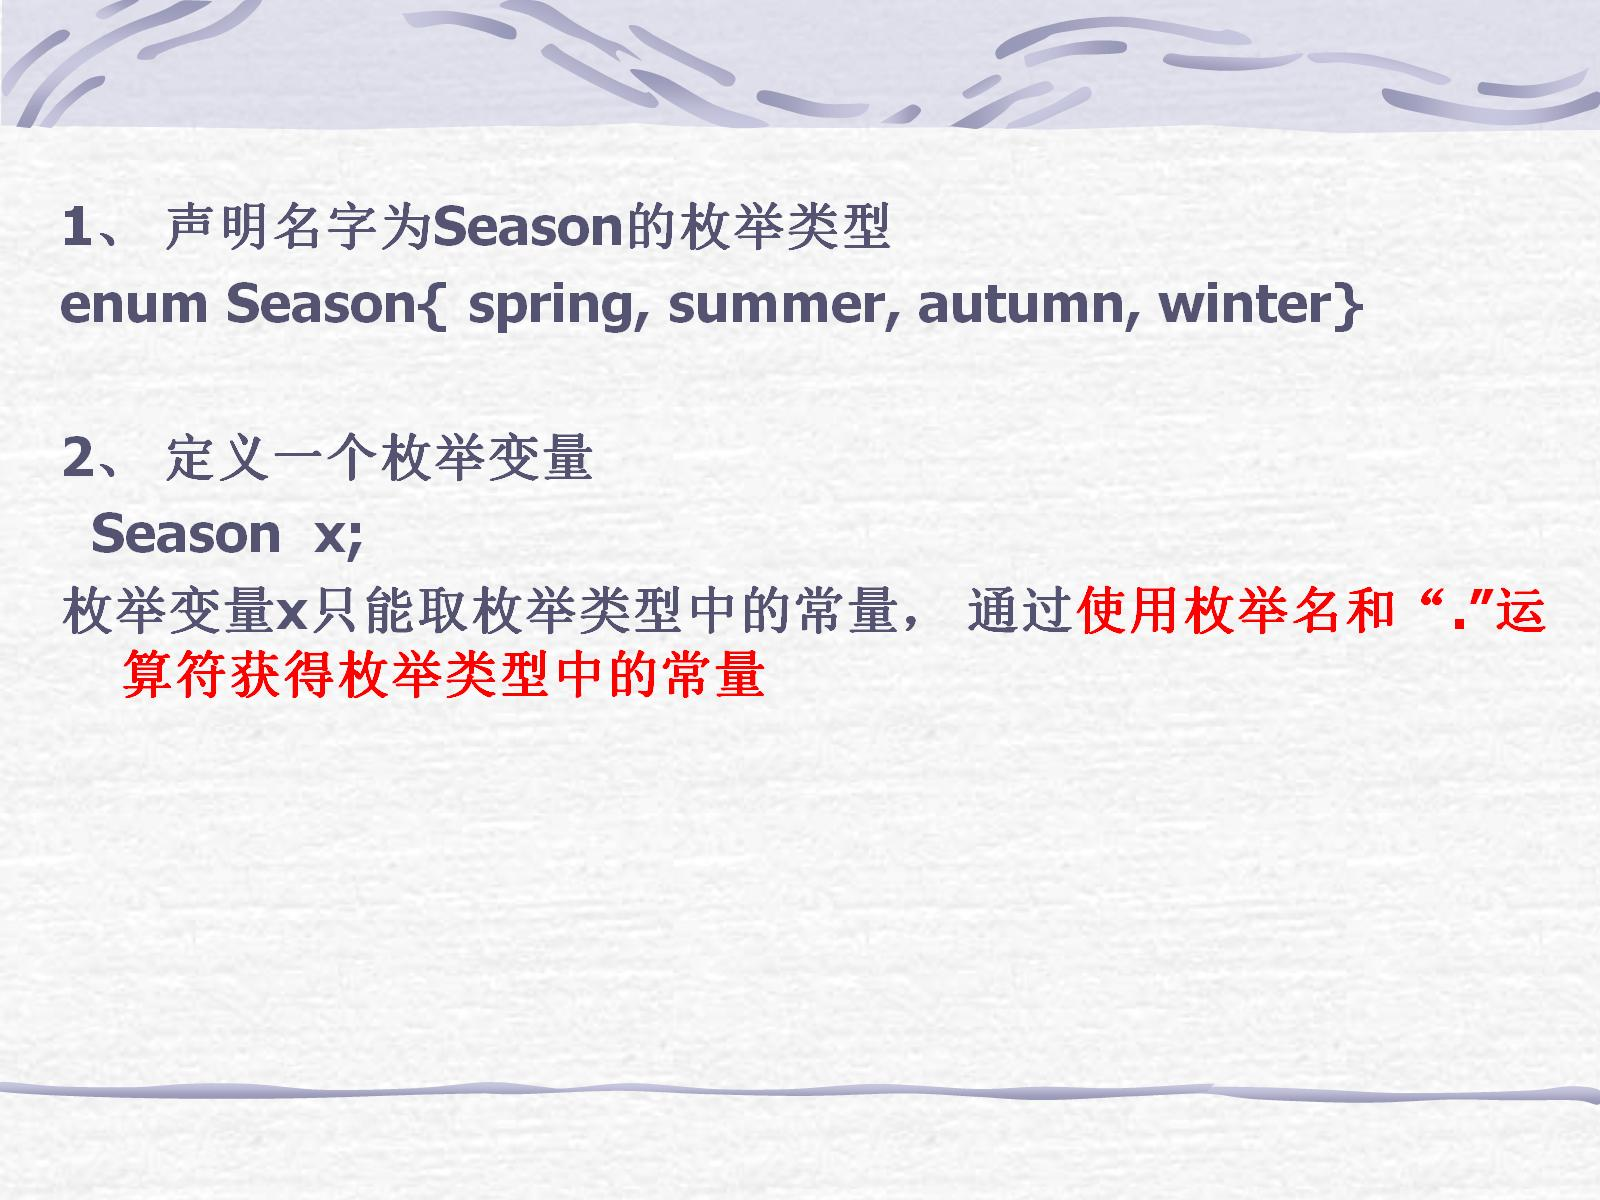 1、 声明名字为Season的枚举类型
enum Season{ spring, summer, autumn, winter}
2、 定义一个枚举变量
Season x;
枚举变量x只能取枚举类型中的常量， 通过使用枚举名和“.”运
算符获得枚举类型中的常量